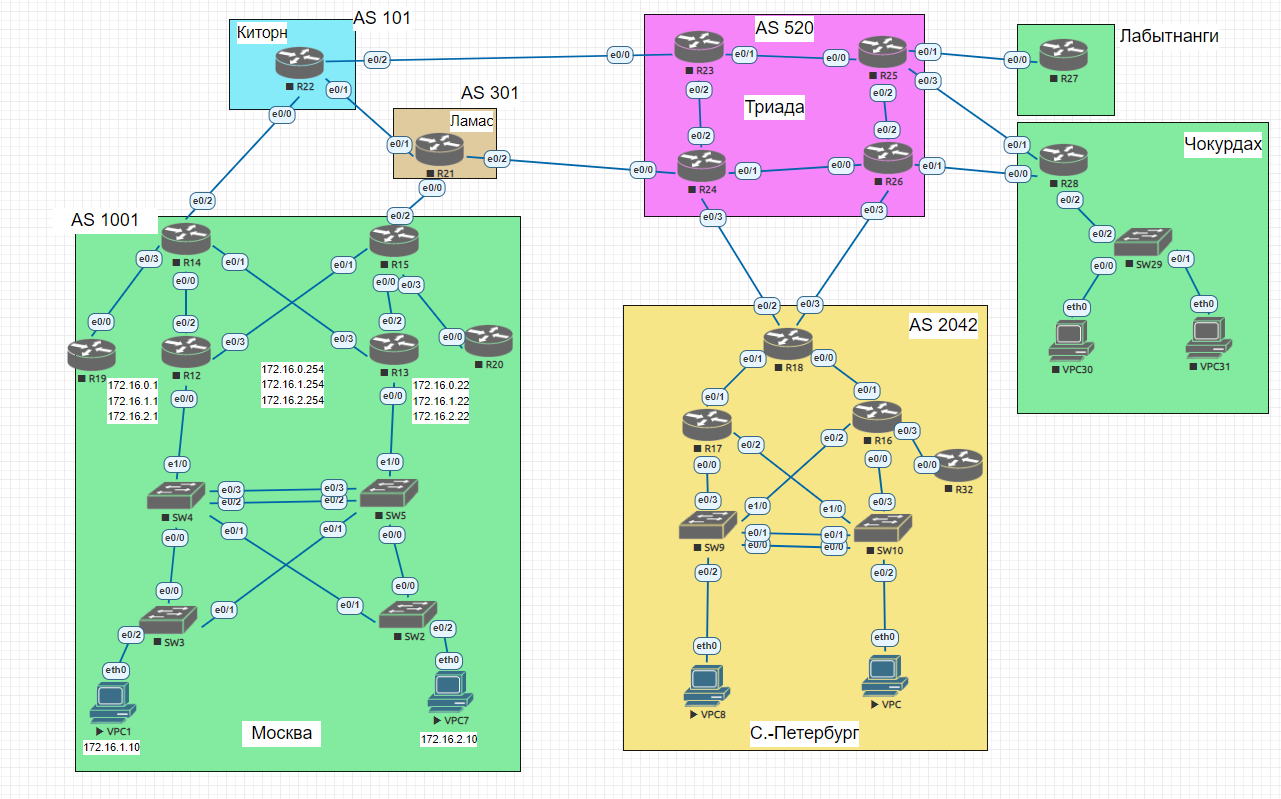 AS 101
Киторн
R22
e0/2
e0/1
e0/0
AS 301
Ламас
R21
e0/1
e0/2
e0/0
AS 520
Триада
R23
e0/0
e0/1
e0/2
R25
e0/0
e0/1
e0/3
e0/2
R24
e0/2
e0/0
e0/1
e0/3
R26
e0/2
e0/0
e0/1
e0/3
Лабытнанги
R27
e0/0
Чокурдах
R28
e0/1
e0/0
e0/2
SW29
e0/2
e0/0
e0/1
eth0
VPC30
eth0
VPC31
AS 1001
R14
e0/2
e0/3
e0/0
e0/1
R15
e0/2
e0/1
e0/0
e0/3
R19
e0/0
R12
e0/2
e0/3
e0/0
172.16.0.1
172.16.1.1
172.16.2.1
172.16.0.254
172.16.1.254
172.16.2.254
R13
e0/3
e0/2
e0/0
172.16.0.22
172.16.1.22
172.16.2.22
R20
e0/0
SW4
e1/0
e0/3
e0/2
e0/0
e0/1
SW5
e1/0
e0/3
e0/2
e0/1
e0/0
SW3
e0/0
e0/1
e0/2
SW2
e0/1
e0/0
e0/2
eth0
VPC1
172.16.1.10
eth0
VPC7
172.16.2.10
Москва
AS 2042
R18
e0/2
e0/3
e0/1
e0/0
R17
e0/1
e0/2
e0/0
R16
e0/1
e0/2
e0/0
e0/3
R32
e0/0
SW9
e0/3
e1/0
e0/1
e0/0
e0/2
SW10
e1/0
e0/3
e0/1
e0/0
e0/2
eth0
VPC8
eth0
VPC
С.-Петербург